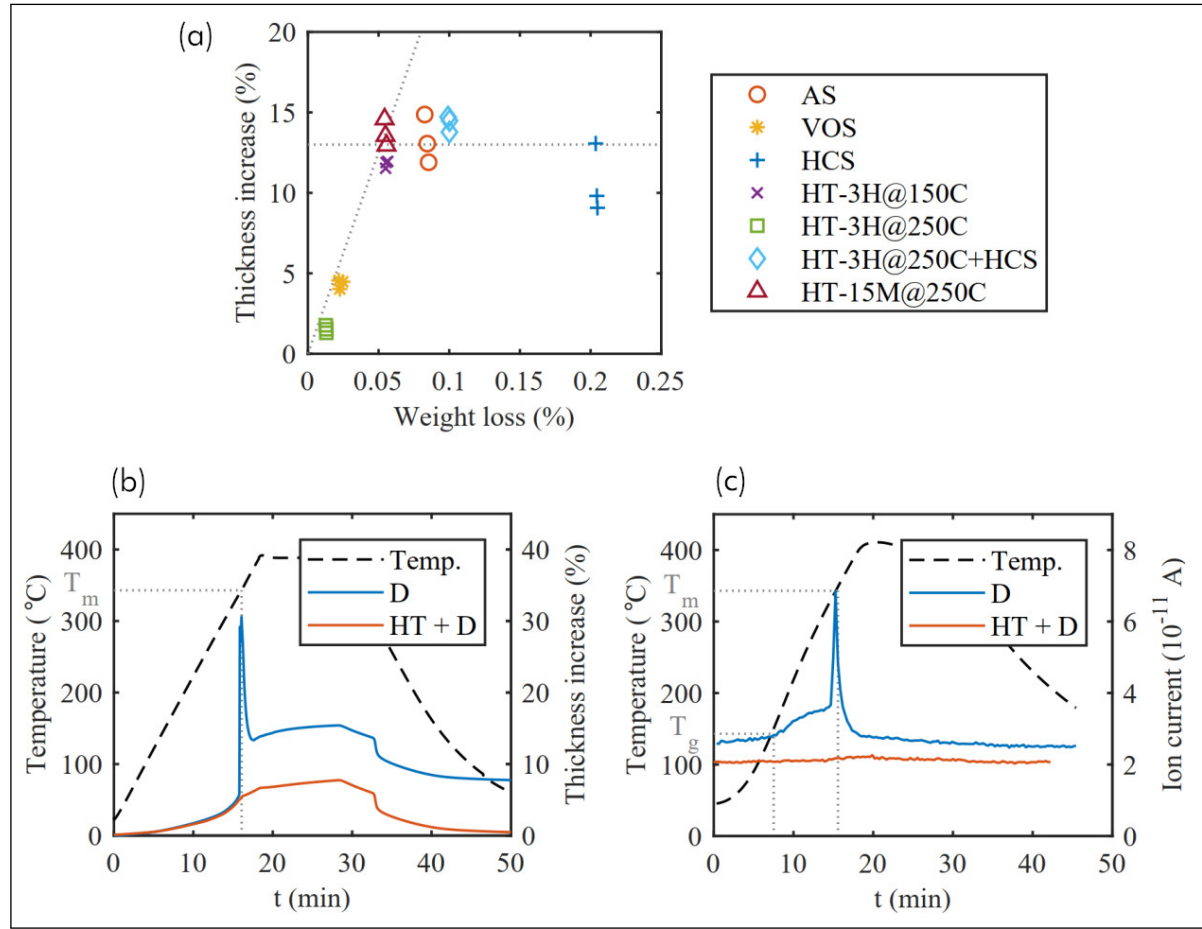 (a)
20
15
10
5
0
Thickness increase (%)
0 0.05 0.1 0.15 0.2 0.25
Weight loss (%)
AS
VOS
HCS
HT-3H@150C
HT-3H@250C
HT-3H@250C+HCS
HT-15M@250C
(b)
400
300
200
100
0
Temperature (°C)
Tm
Temp.
D
HT + D
40
30
20
10
0
Thickness increase (%)
0 10 20 30 40 50
t (min)
(c)
400
300
200
100
0
Temperature (°C)
Tm
Tg
Temp.
D
HT + D
8
6
4
2
0
Ion current (10⁻¹¹ A)
0 10 20 30 40 50
t (min)